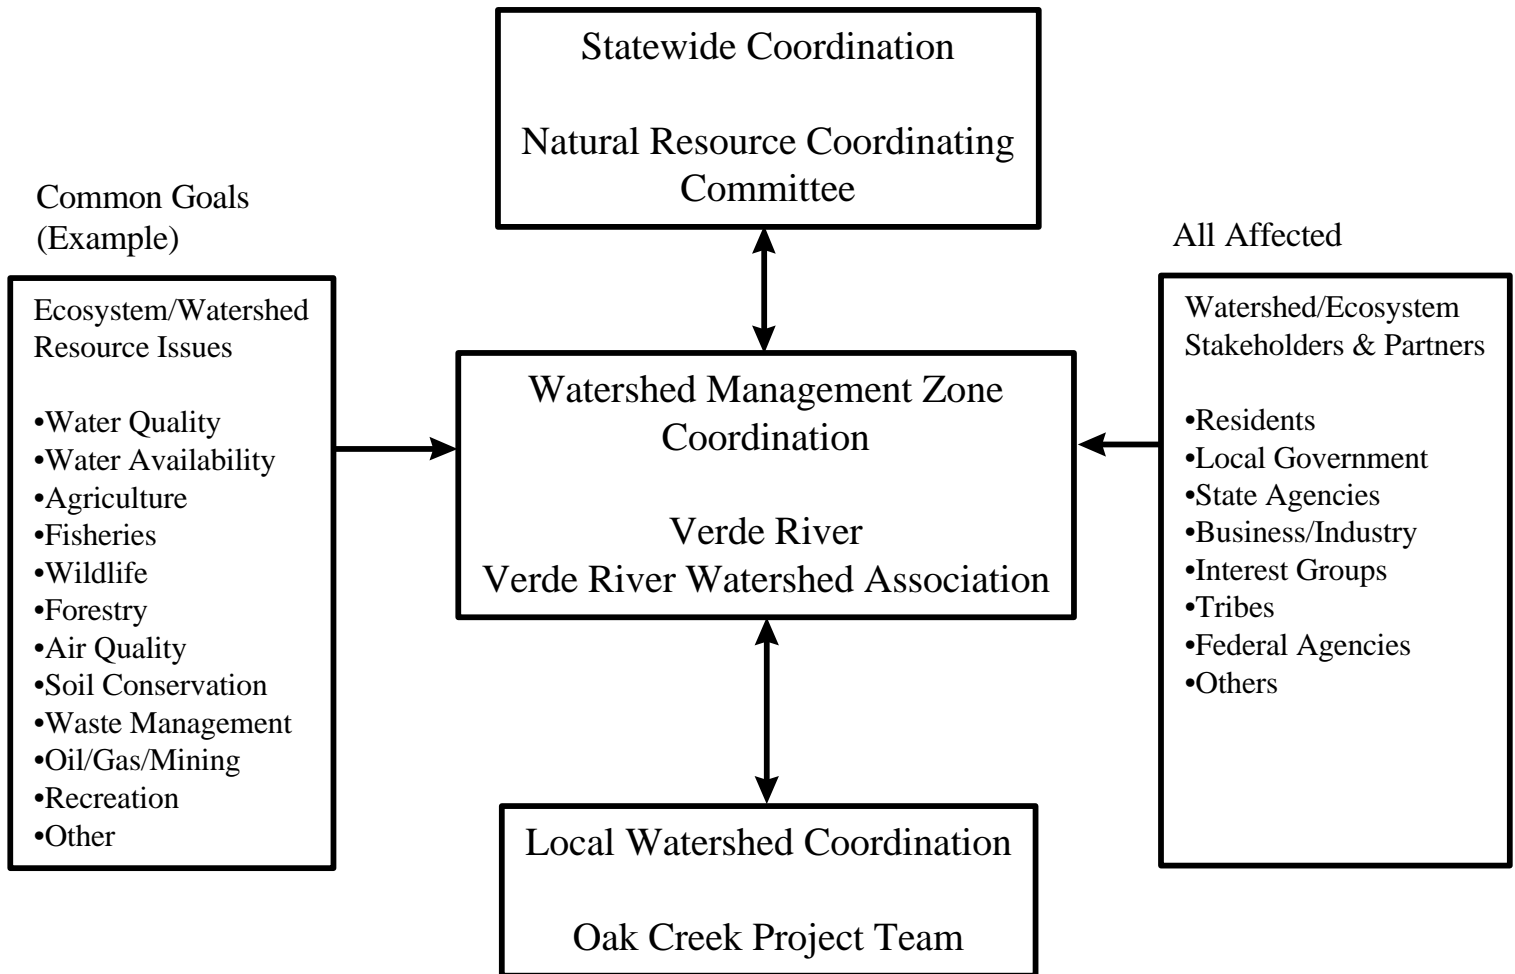 Statewide Coordination
Natural Resource Coordinating
Committee
Common Goals
(Example)
Ecosystem/Watershed
Resource Issues
•Water Quality
•Water Availability
•Agriculture
•Fisheries
•Wildlife
•Forestry
•Air Quality
•Soil Conservation
•Waste Management
•Oil/Gas/Mining
•Recreation
•Other
Watershed Management Zone
Coordination
Verde River
Verde River Watershed Association
All Affected
Watershed/Ecosystem
Stakeholders & Partners
•Residents
•Local Government
•State Agencies
•Business/Industry
•Interest Groups
•Tribes
•Federal Agencies
•Others
Local Watershed Coordination
Oak Creek Project Team